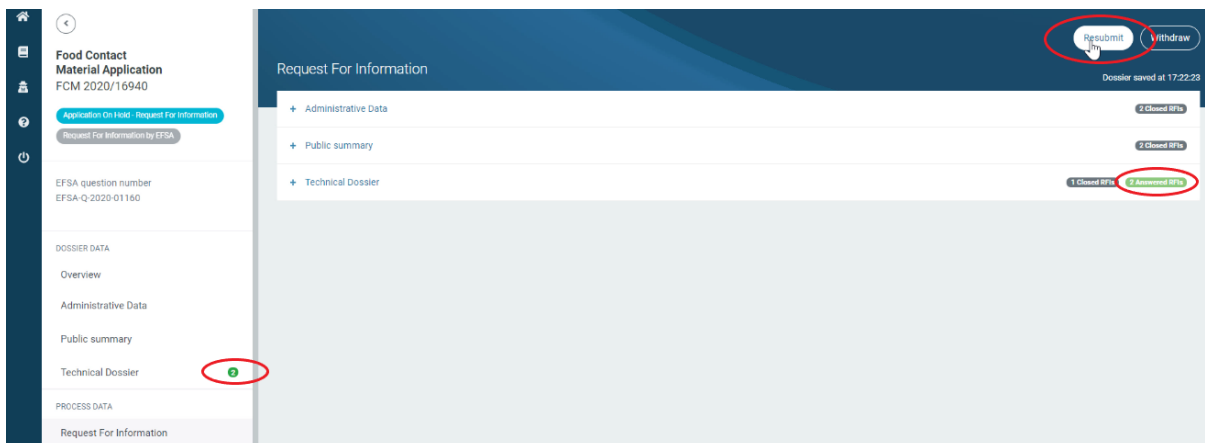 Food Contact
Material Application
FCM 2020/16940
Application On Hold - Request For Information
Request For Information by EFSA
EFSA question number
EFSA-Q-2020-01160
DOSSIER DATA
Overview
Administrative Data
Public summary
Technical Dossier 2
PROCESS DATA
Request For Information
Resubmit Withdraw
Request For Information
Dossier saved at 17:22:23
+ Administrative Data 2 Closed RFIs
+ Public summary 2 Closed RFIs
+ Technical Dossier 1 Closed RFIs 2 Answered RFIs